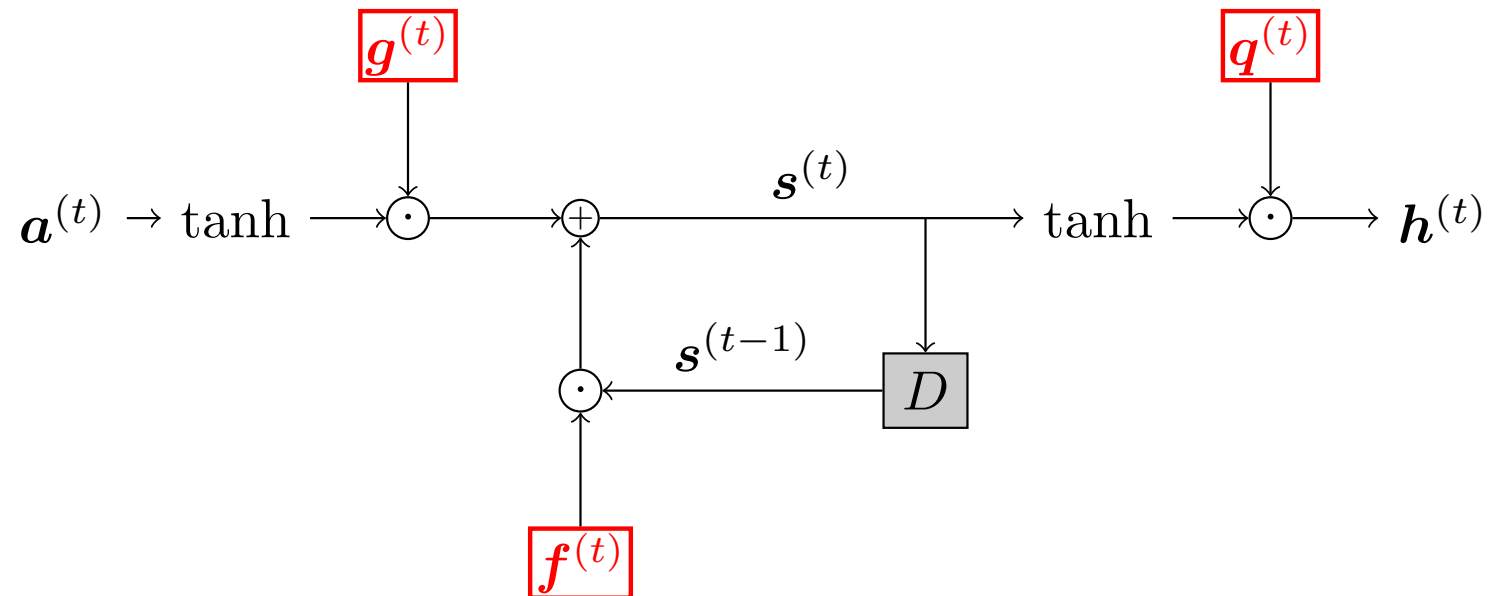 g^(t) q^(t)
a^(t) tanh · + s^(t) tanh · h^(t)
· s^(t−1) D
f^(t)